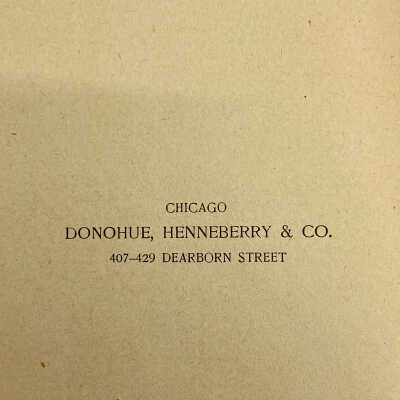 CHICAGO
DONOHUE, HENNEBERRY & CO.
407–429 DEARBORN STREET